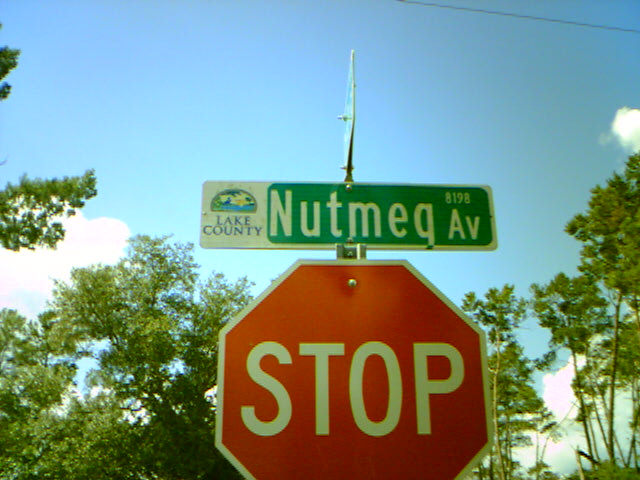 LAKE
COUNTY
Nutmeg
8198
Av
STOP